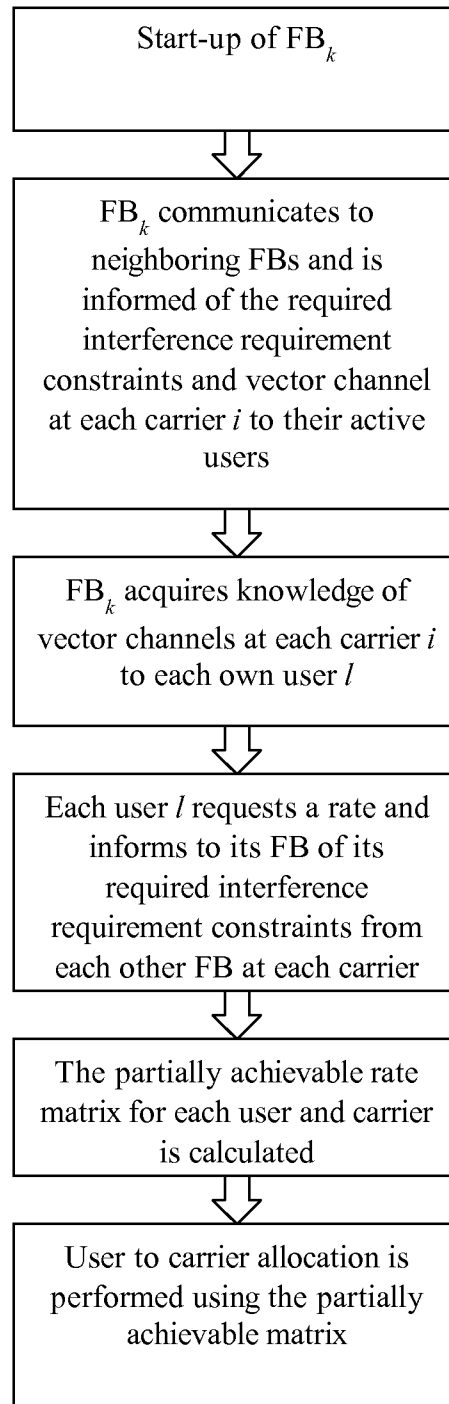 Start-up of FBk
FBk communicates to
neighboring FBs and is
informed of the required
interference requirement
constraints and vector channel
at each carrier i to their active
users
FBk acquires knowledge of
vector channels at each carrier i
to each own user l
Each user l requests a rate and
informs to its FB of its
required interference
requirement constraints from
each other FB at each carrier
The partially achievable rate
matrix for each user and carrier
is calculated
User to carrier allocation is
performed using the partially
achievable matrix